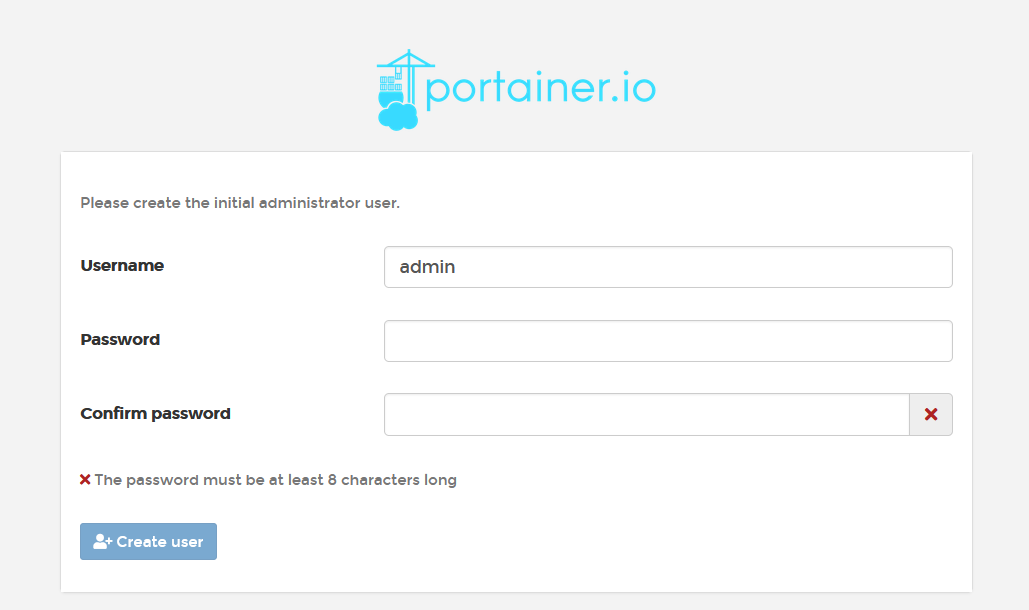 portainer.io
Please create the initial administrator user.
Username
admin
Password
Confirm password
The password must be at least 8 characters long
Create user